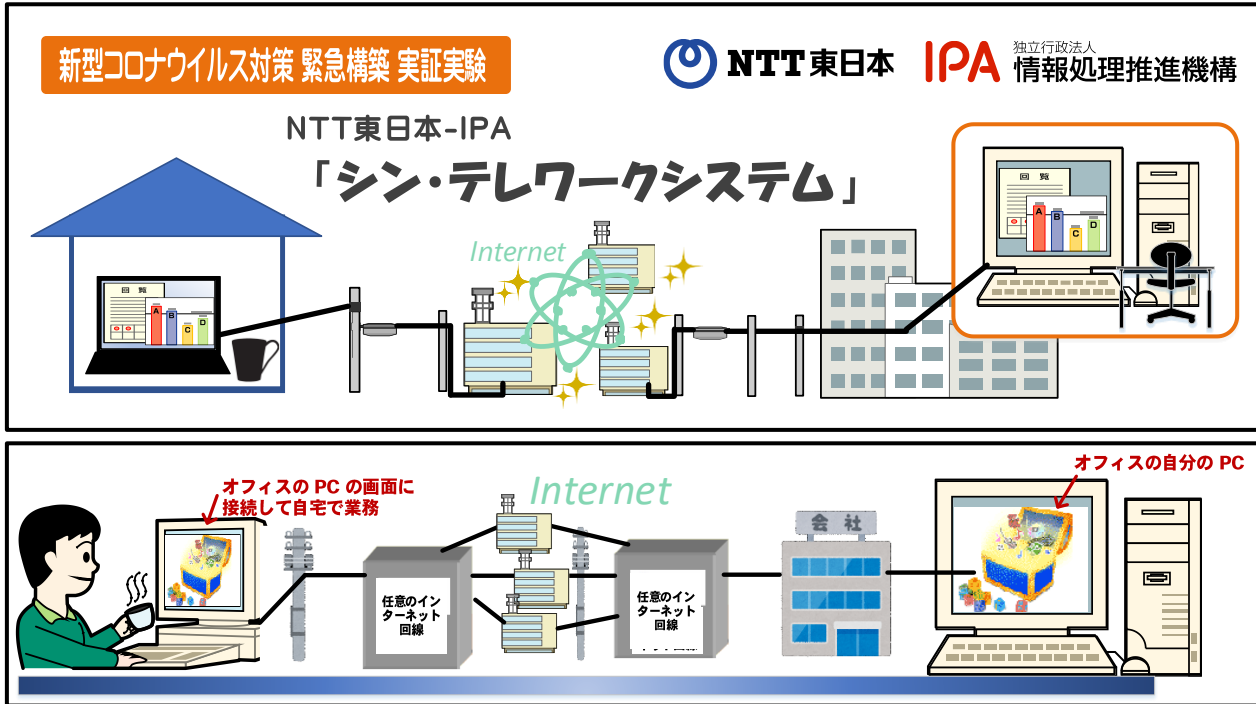 新型コロナウイルス対策 緊急構築 実証実験
NTT東日本
IPA
独立行政法人
情報処理推進機構
NTT東日本-IPA
「シン・テレワークシステム」
Internet
回覧
A
B
C
D
回覧
A
B
C
D
オフィスの PC の画面に
接続して自宅で業務
Internet
オフィスの自分の PC
会社
任意のイン
ターネット
回線
任意のイン
ターネット
回線